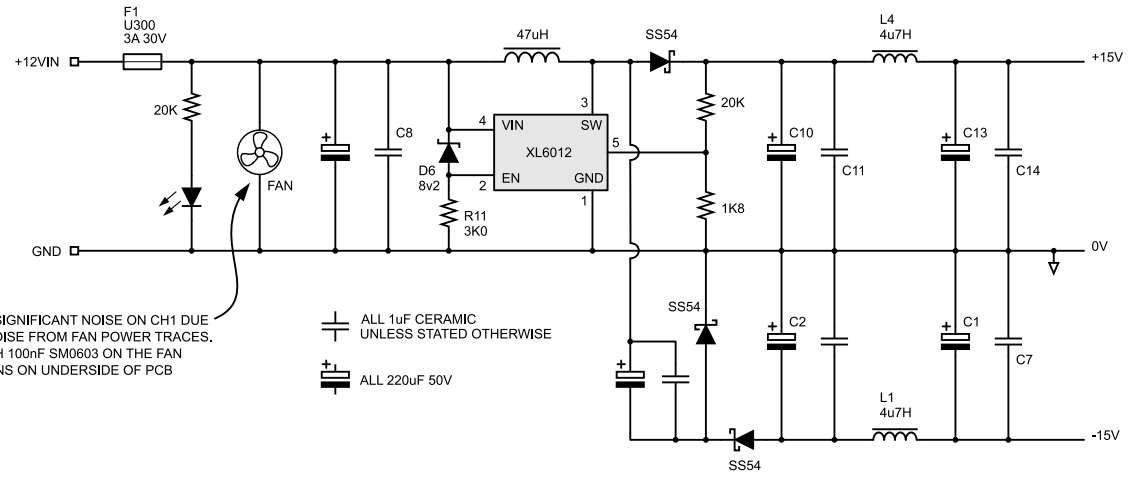 F1
U300
3A 30V
47uH
SS54
L4
4u7H
+12VIN
+15V
20K
FAN
+
C8
4
VIN
3
SW
XL6012
5
D6
8v2
2
EN
GND
1
R11
3K0
20K
1K8
+
C10
C11
+
C13
C14
GND
0V
SIGNIFICANT NOISE ON CH1 DUE
OISE FROM FAN POWER TRACES.
H 100nF SM0603 ON THE FAN
NS ON UNDERSIDE OF PCB
ALL 1uF CERAMIC
UNLESS STATED OTHERWISE
+
ALL 220uF 50V
SS54
+
+
C2
+
C1
C7
L1
4u7H
-15V
SS54